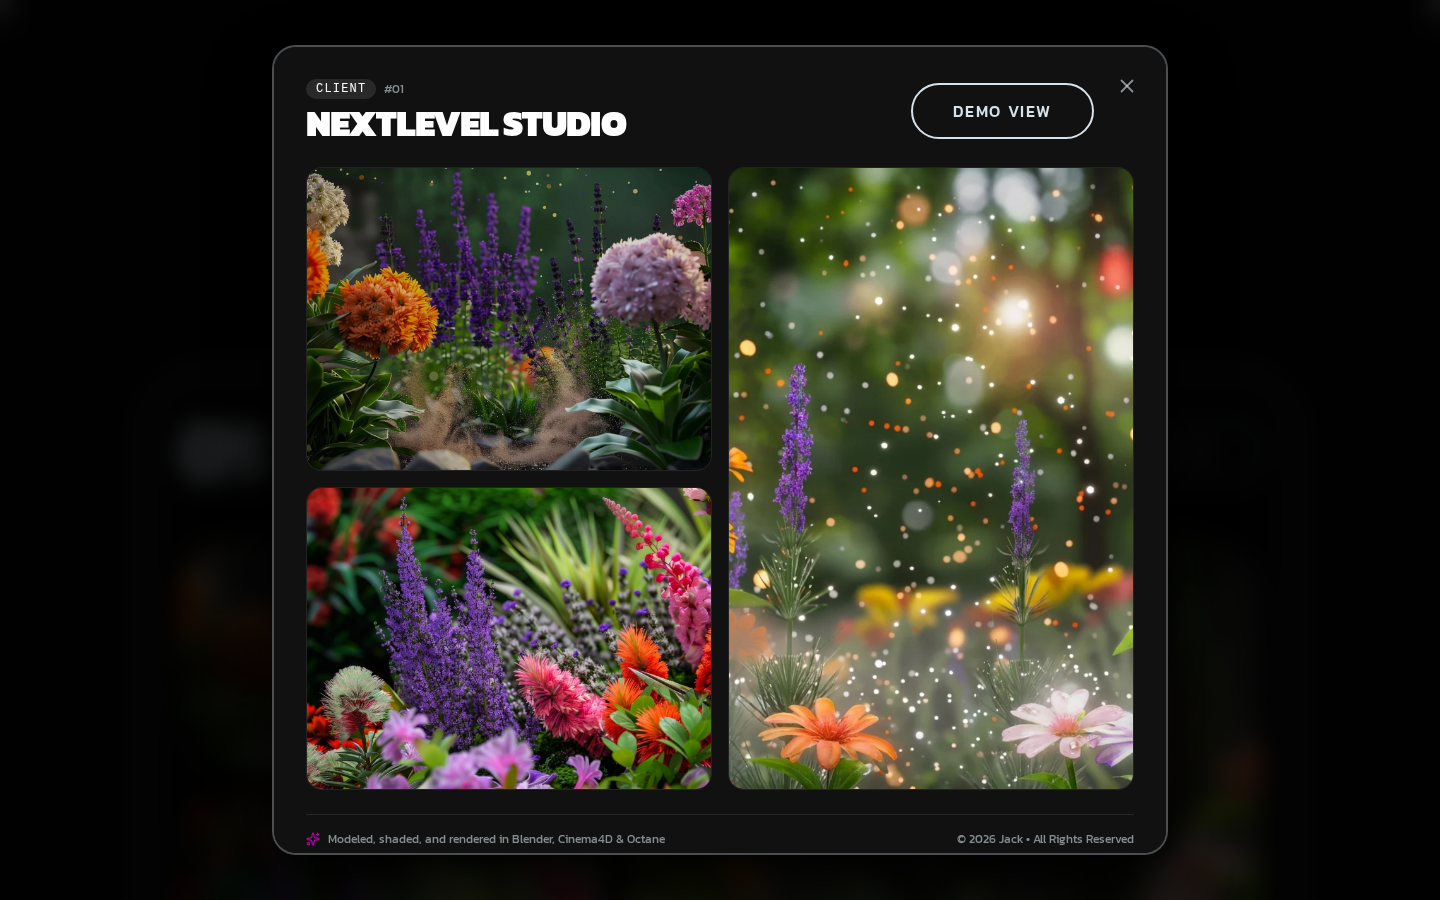 CLIENT #01
NEXTLEVEL STUDIO
DEMO VIEW
Modeled, shaded, and rendered in Blender, Cinema4D & Octane
© 2026 Jack • All Rights Reserved